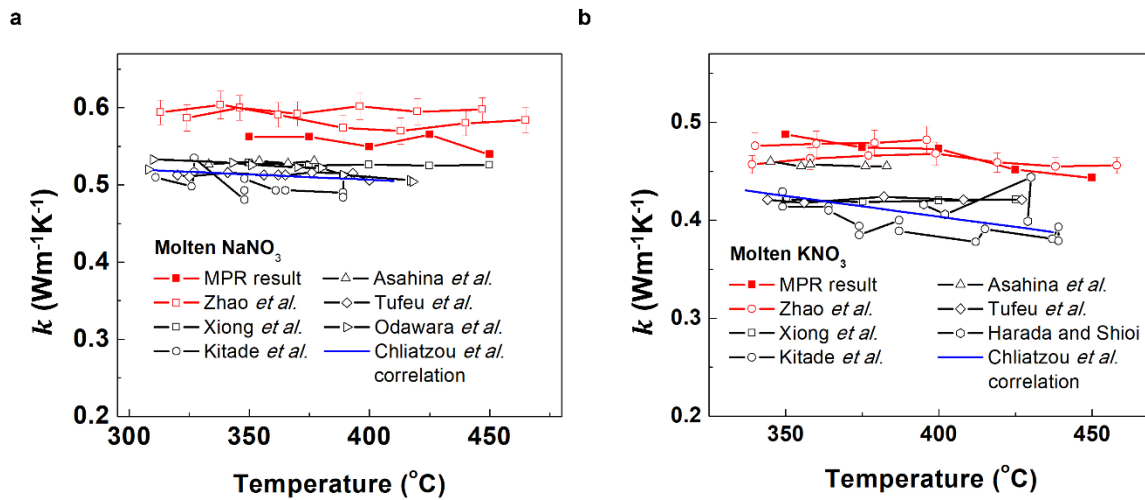 a
k (Wm⁻¹K⁻¹)
0.6
0.5
0.4
0.3
0.2
300
350
400
450
Temperature (°C)
Molten NaNO₃
MPR result
Zhao et al.
Xiong et al.
Kitade et al.
Asahina et al.
Tufeu et al.
Odawara et al.
Chliatzou et al.
correlation
b
k (Wm⁻¹K⁻¹)
0.5
0.4
0.3
0.2
350
400
450
Temperature (°C)
Molten KNO₃
MPR result
Zhao et al.
Xiong et al.
Kitade et al.
Asahina et al.
Tufeu et al.
Harada and Shioi
Chliatzou et al.
correlation